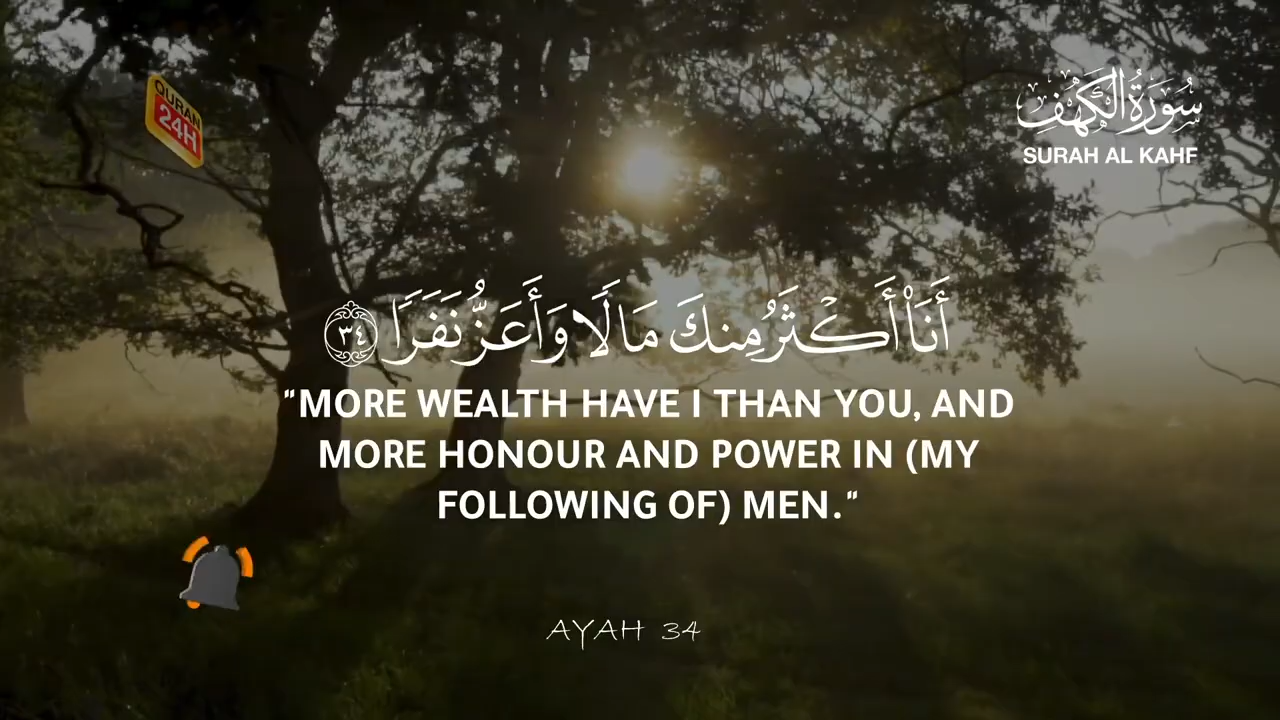 QURAN
24H
سُورَةُ الكَهْفِ
SURAH AL KAHF
أَنَا۠ أَكْثَرُ مِنكَ مَالًا وَأَعَزُّ نَفَرًا ٣٤
"MORE WEALTH HAVE I THAN YOU, AND
MORE HONOUR AND POWER IN (MY
FOLLOWING OF) MEN."
AYAH 34